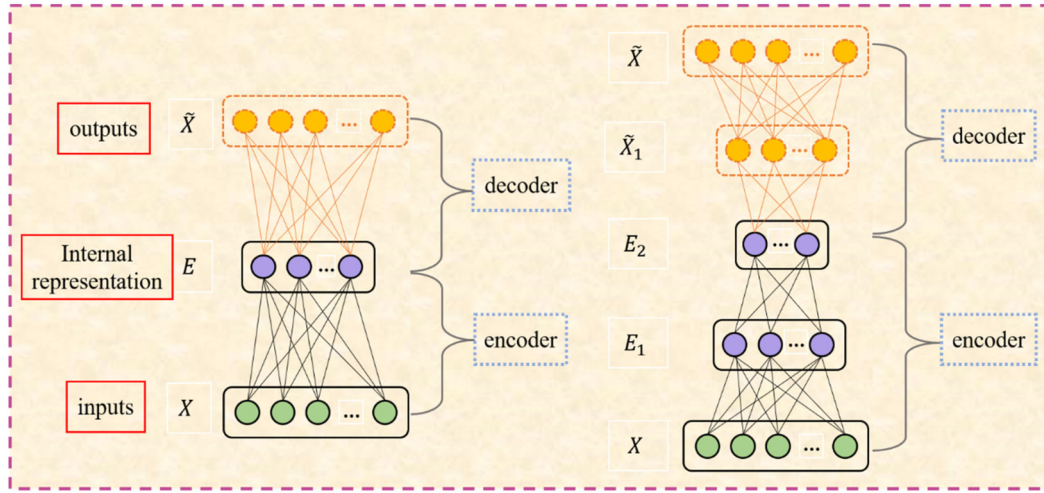 outputs
X̃
...
decoder
Internal
representation
E
...
encoder
inputs
X
...
X̃
...
decoder
X̃₁
...
E₂
...
E₁
...
encoder
X
...